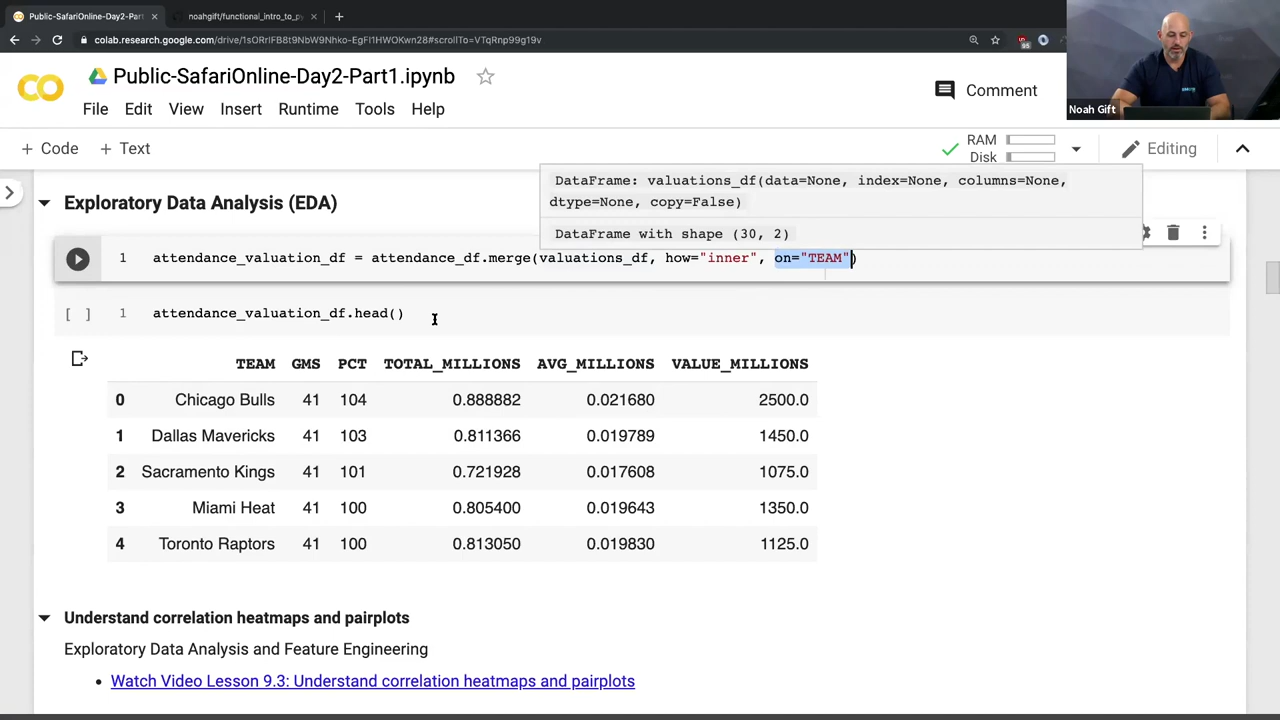 Public-SafariOnline-Day2-Part
noahgift/functional_intro_to_p
colab.research.google.com/drive/1sORrIFB8t9NbW9Nhko-EgFl1HWOKwn28#scrollTo=VTqRnp99g19v
95
Public-SafariOnline-Day2-Part1.ipynb
Comment
Noah Gift
File Edit View Insert Runtime Tools Help
+ Code + Text
RAM
Disk
Editing
DataFrame: valuations_df(data=None, index=None, columns=None,
dtype=None, copy=False)
DataFrame with shape (30, 2)
Exploratory Data Analysis (EDA)
1 attendance_valuation_df = attendance_df.merge(valuations_df, how="inner", on="TEAM")
[ ] 1 attendance_valuation_df.head()
TEAM GMS PCT TOTAL_MILLIONS AVG_MILLIONS VALUE_MILLIONS
0 Chicago Bulls 41 104 0.888882 0.021680 2500.0
1 Dallas Mavericks 41 103 0.811366 0.019789 1450.0
2 Sacramento Kings 41 101 0.721928 0.017608 1075.0
3 Miami Heat 41 100 0.805400 0.019643 1350.0
4 Toronto Raptors 41 100 0.813050 0.019830 1125.0
Understand correlation heatmaps and pairplots
Exploratory Data Analysis and Feature Engineering
• Watch Video Lesson 9.3: Understand correlation heatmaps and pairplots